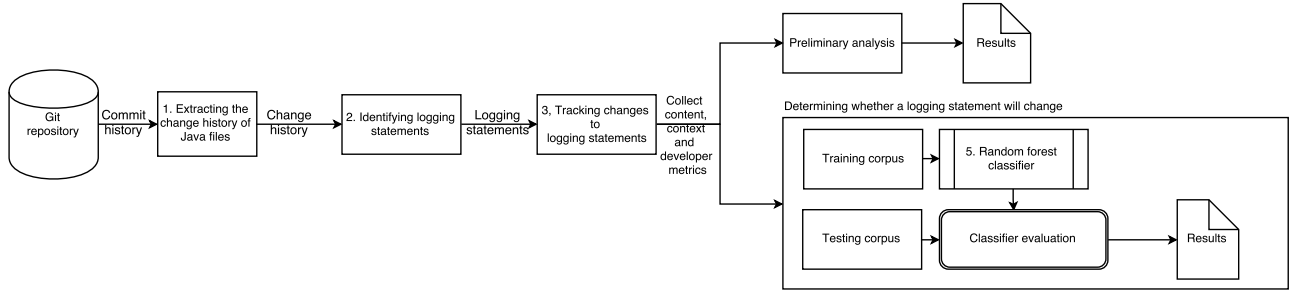 Git
repository
Commit
history
1. Extracting the
change history of
Java files
Change
history
2. Identifying logging
statements
Logging
statements
3, Tracking changes
to
logging statements
Collect
content,
context
and
developer
metrics
Preliminary analysis
Results
Determining whether a logging statement will change
Training corpus
5. Random forest
classifier
Testing corpus
Classifier evaluation
Results